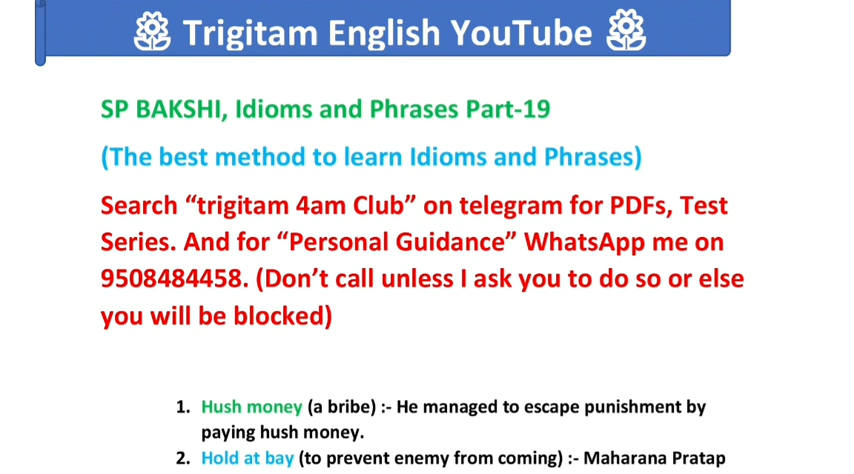 Trigitam English YouTube
SP BAKSHI, Idioms and Phrases Part-19
(The best method to learn Idioms and Phrases)
Search “trigitam 4am Club” on telegram for PDFs, Test
Series. And for “Personal Guidance” WhatsApp me on
9508484458. (Don’t call unless I ask you to do so or else
you will be blocked)
1. Hush money (a bribe) :- He managed to escape punishment by
paying hush money.
2. Hold at bay (to prevent enemy from coming) :- Maharana Pratap